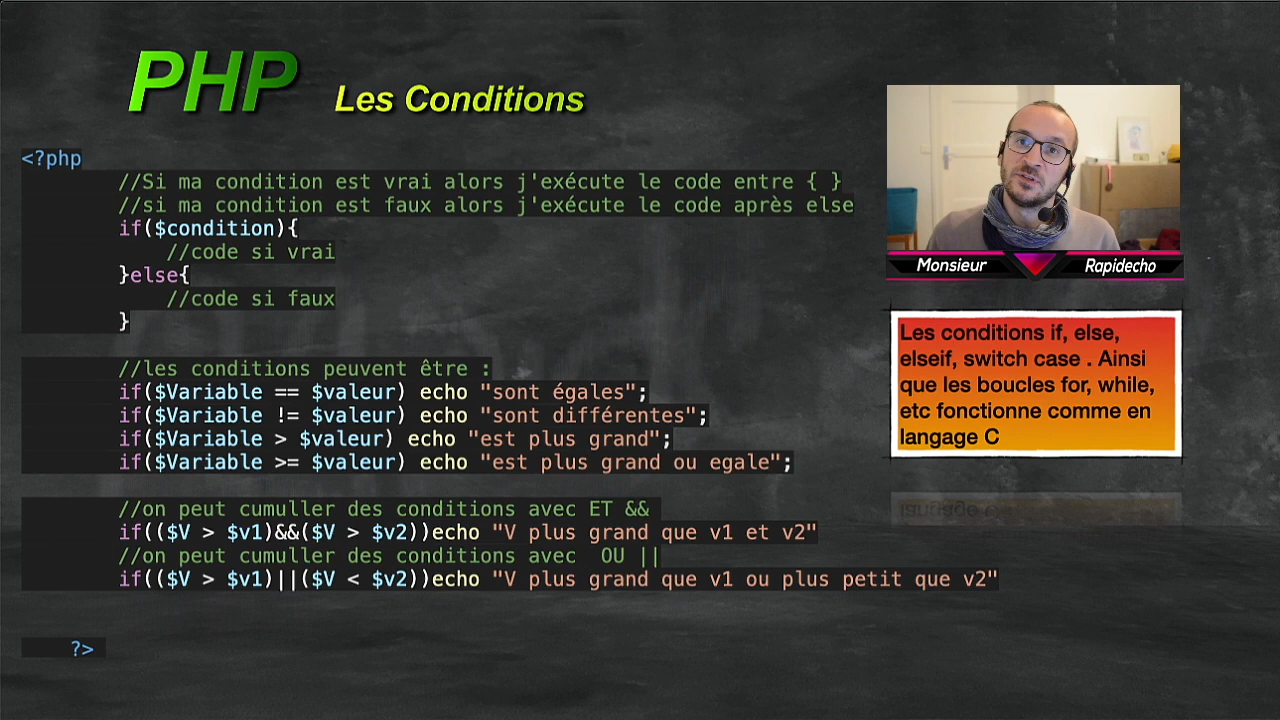 PHP Les Conditions
<?php
//Si ma condition est vrai alors j'exécute le code entre { }
//si ma condition est faux alors j'exécute le code après else
if($condition){
//code si vrai
}else{
//code si faux
}
//les conditions peuvent être :
if($Variable == $valeur) echo "sont égales";
if($Variable != $valeur) echo "sont différentes";
if($Variable > $valeur) echo "est plus grand";
if($Variable >= $valeur) echo "est plus grand ou egale";
//on peut cumuller des conditions avec ET &&
if(($V > $v1)&&($V > $v2))echo "V plus grand que v1 et v2"
//on peut cumuller des conditions avec  OU ||
if(($V > $v1)||($V < $v2))echo "V plus grand que v1 ou plus petit que v2"
?>
Monsieur Rapidecho
Les conditions if, else,
elseif, switch case . Ainsi
que les boucles for, while,
etc fonctionne comme en
langage C